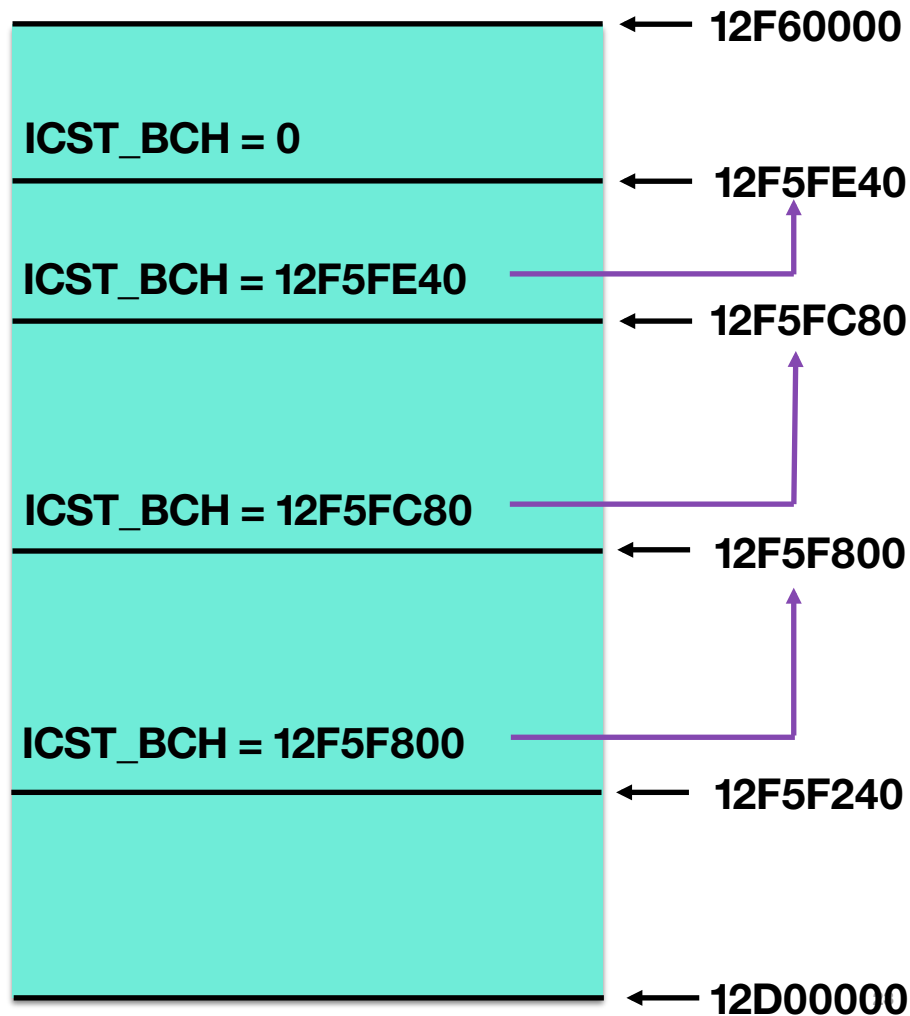 12F60000
ICST_BCH = 0
12F5FE40
ICST_BCH = 12F5FE40
12F5FC80
ICST_BCH = 12F5FC80
12F5F800
ICST_BCH = 12F5F800
12F5F240
12D00000